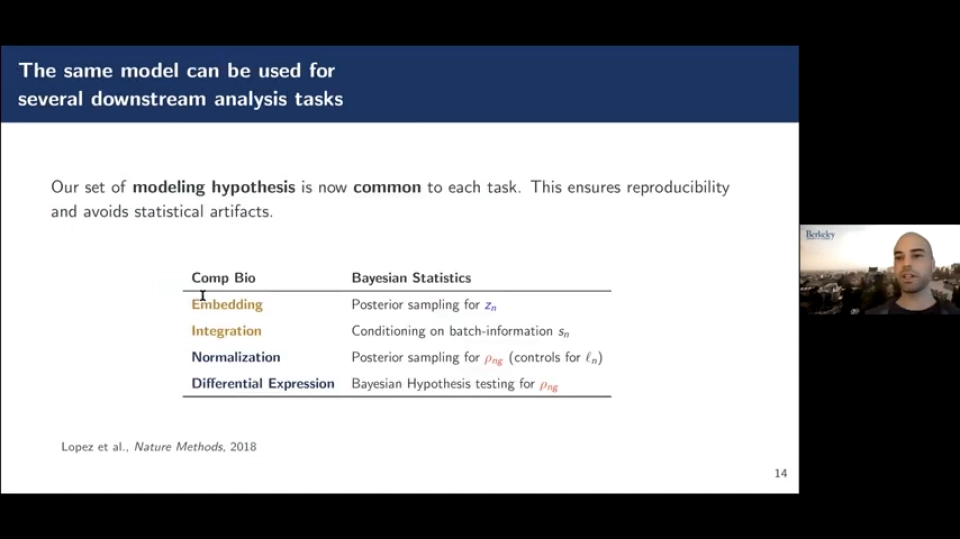 The same model can be used for
several downstream analysis tasks
Our set of modeling hypothesis is now common to each task. This ensures reproducibility
and avoids statistical artifacts.
Comp Bio Bayesian Statistics
Embedding Posterior sampling for zₙ
Integration Conditioning on batch-information sₙ
Normalization Posterior sampling for ρₙg (controls for ℓₙ)
Differential Expression Bayesian Hypothesis testing for ρₙg
Lopez et al., Nature Methods, 2018
14
Berkeley